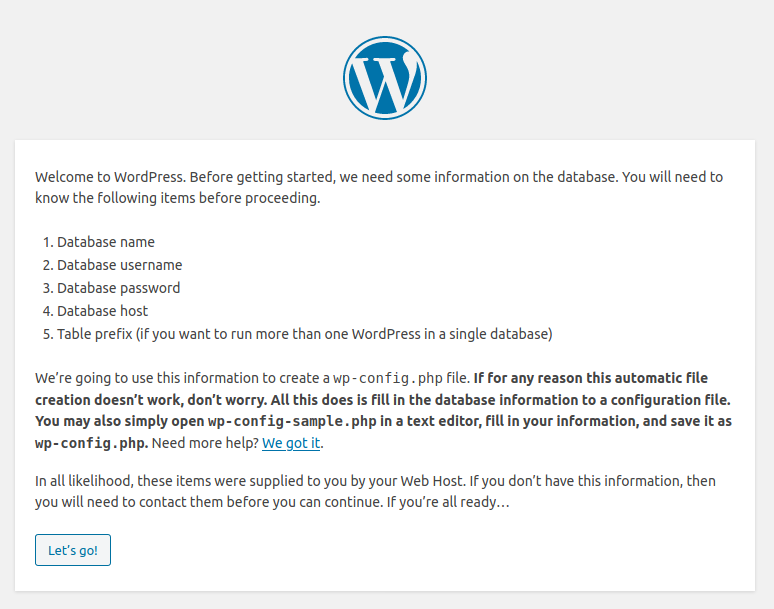 Welcome to WordPress. Before getting started, we need some information on the database. You will need to
know the following items before proceeding.
1. Database name
2. Database username
3. Database password
4. Database host
5. Table prefix (if you want to run more than one WordPress in a single database)
We’re going to use this information to create a wp-config.php file. If for any reason this automatic file
creation doesn’t work, don’t worry. All this does is fill in the database information to a configuration file.
You may also simply open wp-config-sample.php in a text editor, fill in your information, and save it as
wp-config.php. Need more help? We got it.
In all likelihood, these items were supplied to you by your Web Host. If you don’t have this information, then
you will need to contact them before you can continue. If you’re all ready…
Let’s go!